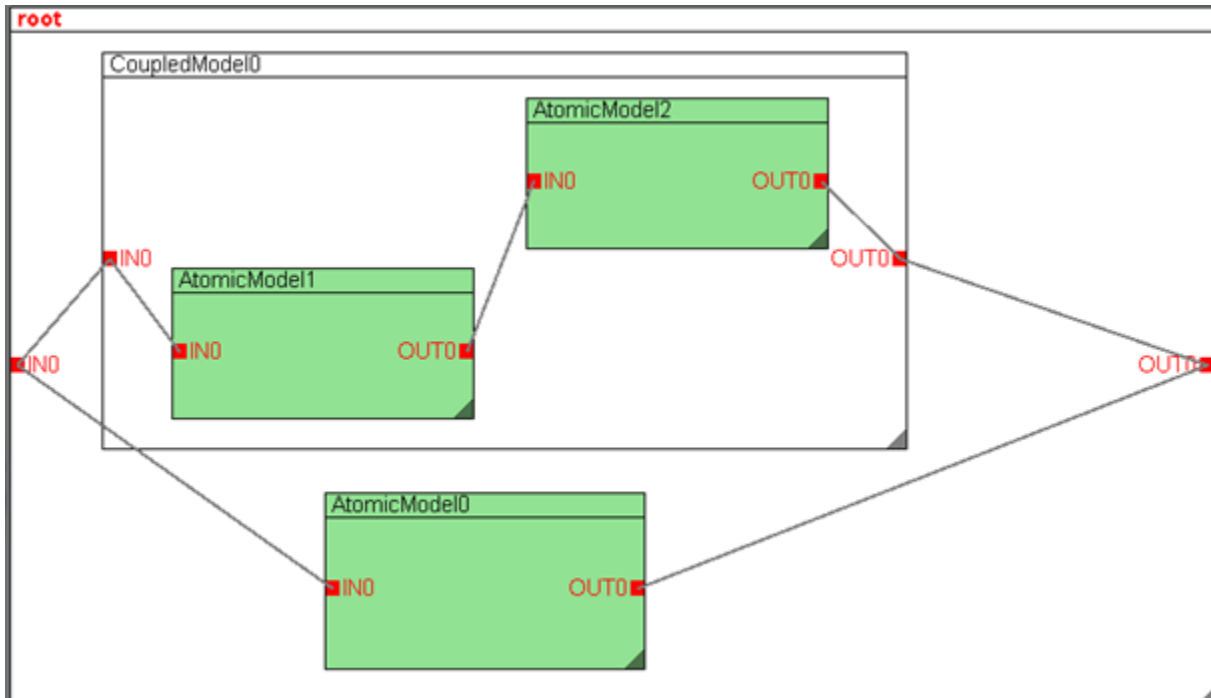 root
CoupledModel0
AtomicModel2
IN0
OUT0
IN0
OUT0
AtomicModel1
IN0
OUT0
IN0
OUT0
AtomicModel0
IN0
OUT0